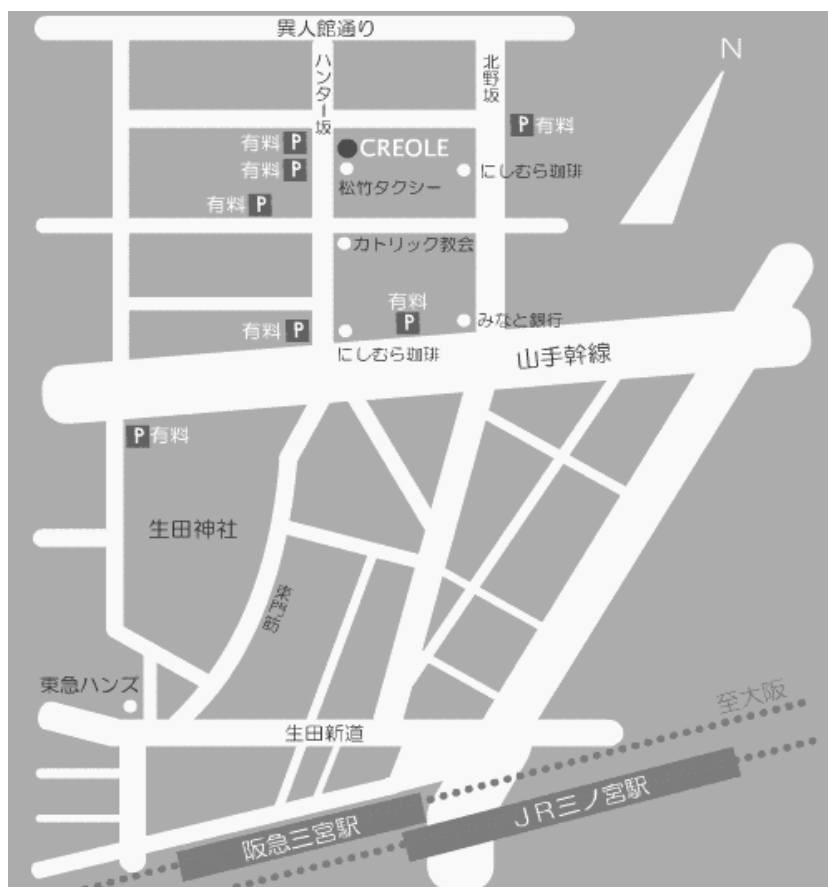 異人館通り
ハンター坂
北野坂
N
P 有料
有料 P
CREOLE
有料 P
松竹タクシー
にしむら珈琲
有料 P
カトリック教会
有料
P
有料 P
みなと銀行
にしむら珈琲
山手幹線
P 有料
生田神社
東門筋
東急ハンズ
至大阪
生田新道
JR三ノ宮駅
阪急三宮駅